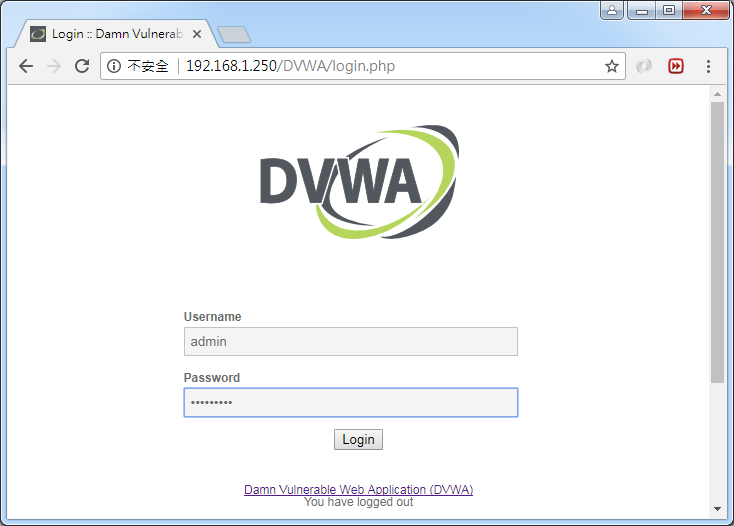 Login :: Damn Vulnerab
不安全 192.168.1.250/DVWA/login.php
DVWA
Username
admin
Password
•••••••••
Login
Damn Vulnerable Web Application (DVWA)
You have logged out